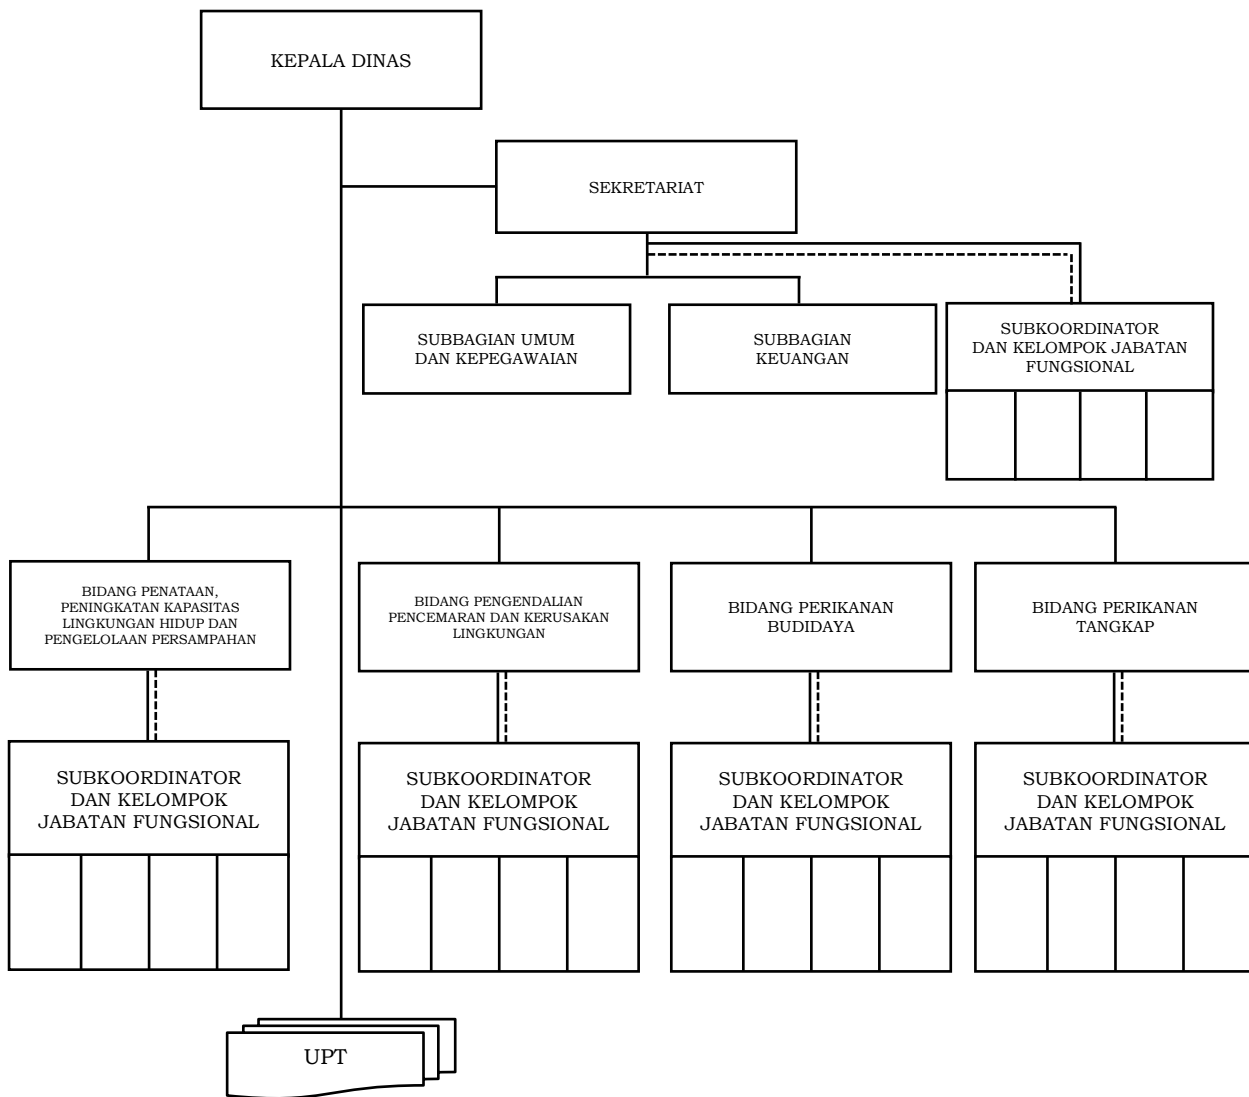 KEPALA DINAS
SEKRETARIAT
SUBBAGIAN UMUM
DAN KEPEGAWAIAN
SUBBAGIAN
KEUANGAN
SUBKOORDINATOR
DAN KELOMPOK JABATAN
FUNGSIONAL
BIDANG PENATAAN,
PENINGKATAN KAPASITAS
LINGKUNGAN HIDUP DAN
PENGELOLAAN PERSAMPAHAN
BIDANG PENGENDALIAN
PENCEMARAN DAN KERUSAKAN
LINGKUNGAN
BIDANG PERIKANAN
BUDIDAYA
BIDANG PERIKANAN
TANGKAP
SUBKOORDINATOR
DAN KELOMPOK
JABATAN FUNGSIONAL
SUBKOORDINATOR
DAN KELOMPOK
JABATAN FUNGSIONAL
SUBKOORDINATOR
DAN KELOMPOK
JABATAN FUNGSIONAL
SUBKOORDINATOR
DAN KELOMPOK
JABATAN FUNGSIONAL
UPT